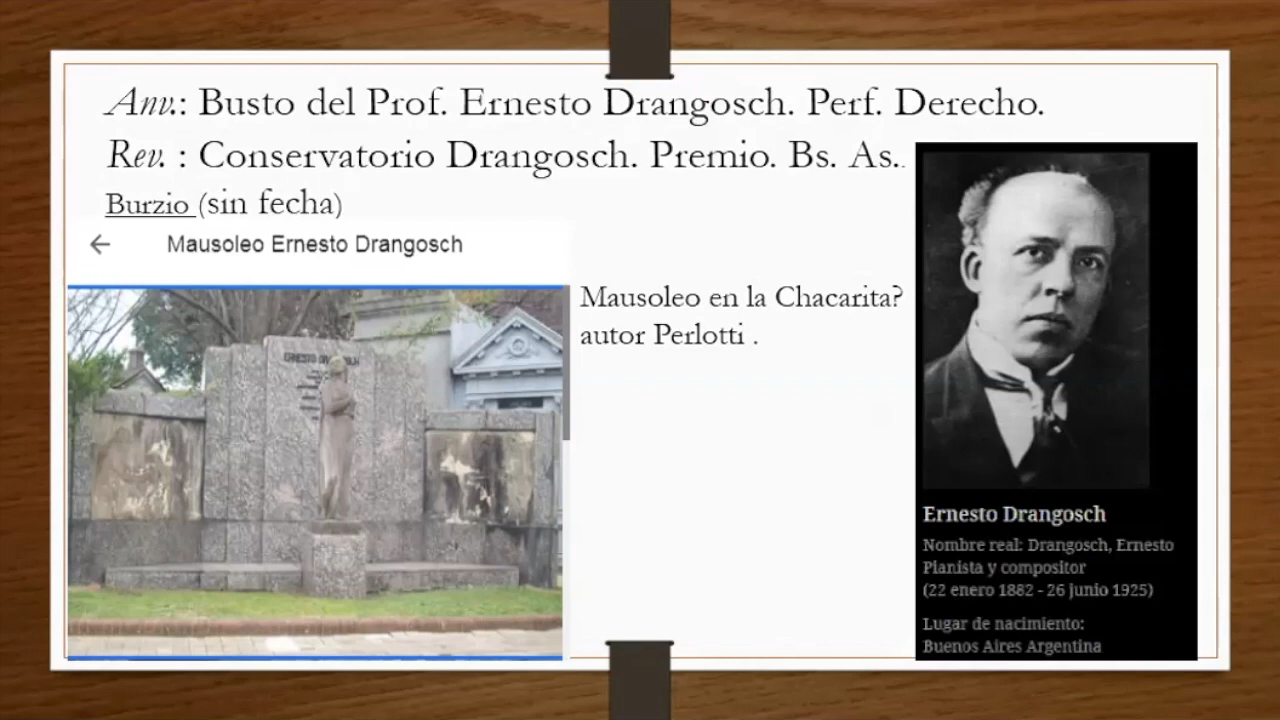 Anv.: Busto del Prof. Ernesto Drangosch. Perf. Derecho.
Rev. : Conservatorio Drangosch. Premio. Bs. As..
Burzio (sin fecha)
Mausoleo Ernesto Drangosch
Mausoleo en la Chacarita?
autor Perlotti .
ERNESTO
Ernesto Drangosch
Nombre real: Drangosch, Ernesto
Pianista y compositor
(22 enero 1882 - 26 junio 1925)
Lugar de nacimiento:
Buenos Aires Argentina